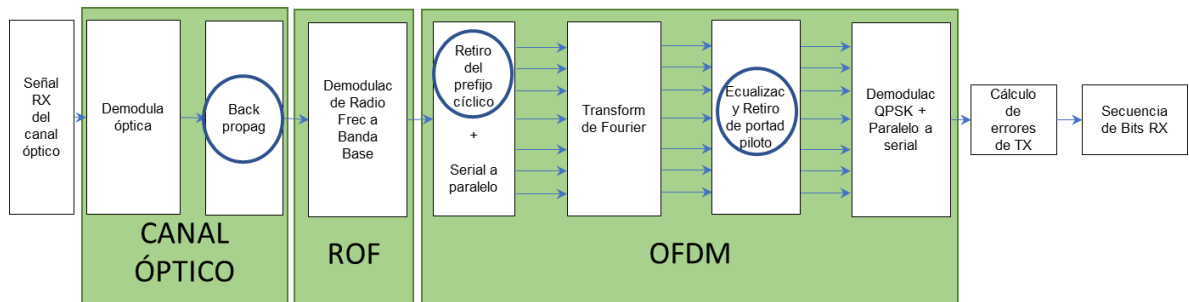 Señal
RX
del
canal
óptico
Demodula
óptica
Back
propag
CANAL
ÓPTICO
Demodulac
de Radio
Frec a
Banda
Base
ROF
Retiro
del
prefijo
cíclico
+
Serial a
paralelo
Transform
de Fourier
Ecualizac
y Retiro
de portad
piloto
Demodulac
QPSK +
Paralelo a
serial
OFDM
Cálculo
de
errores
de TX
Secuencia
de Bits RX